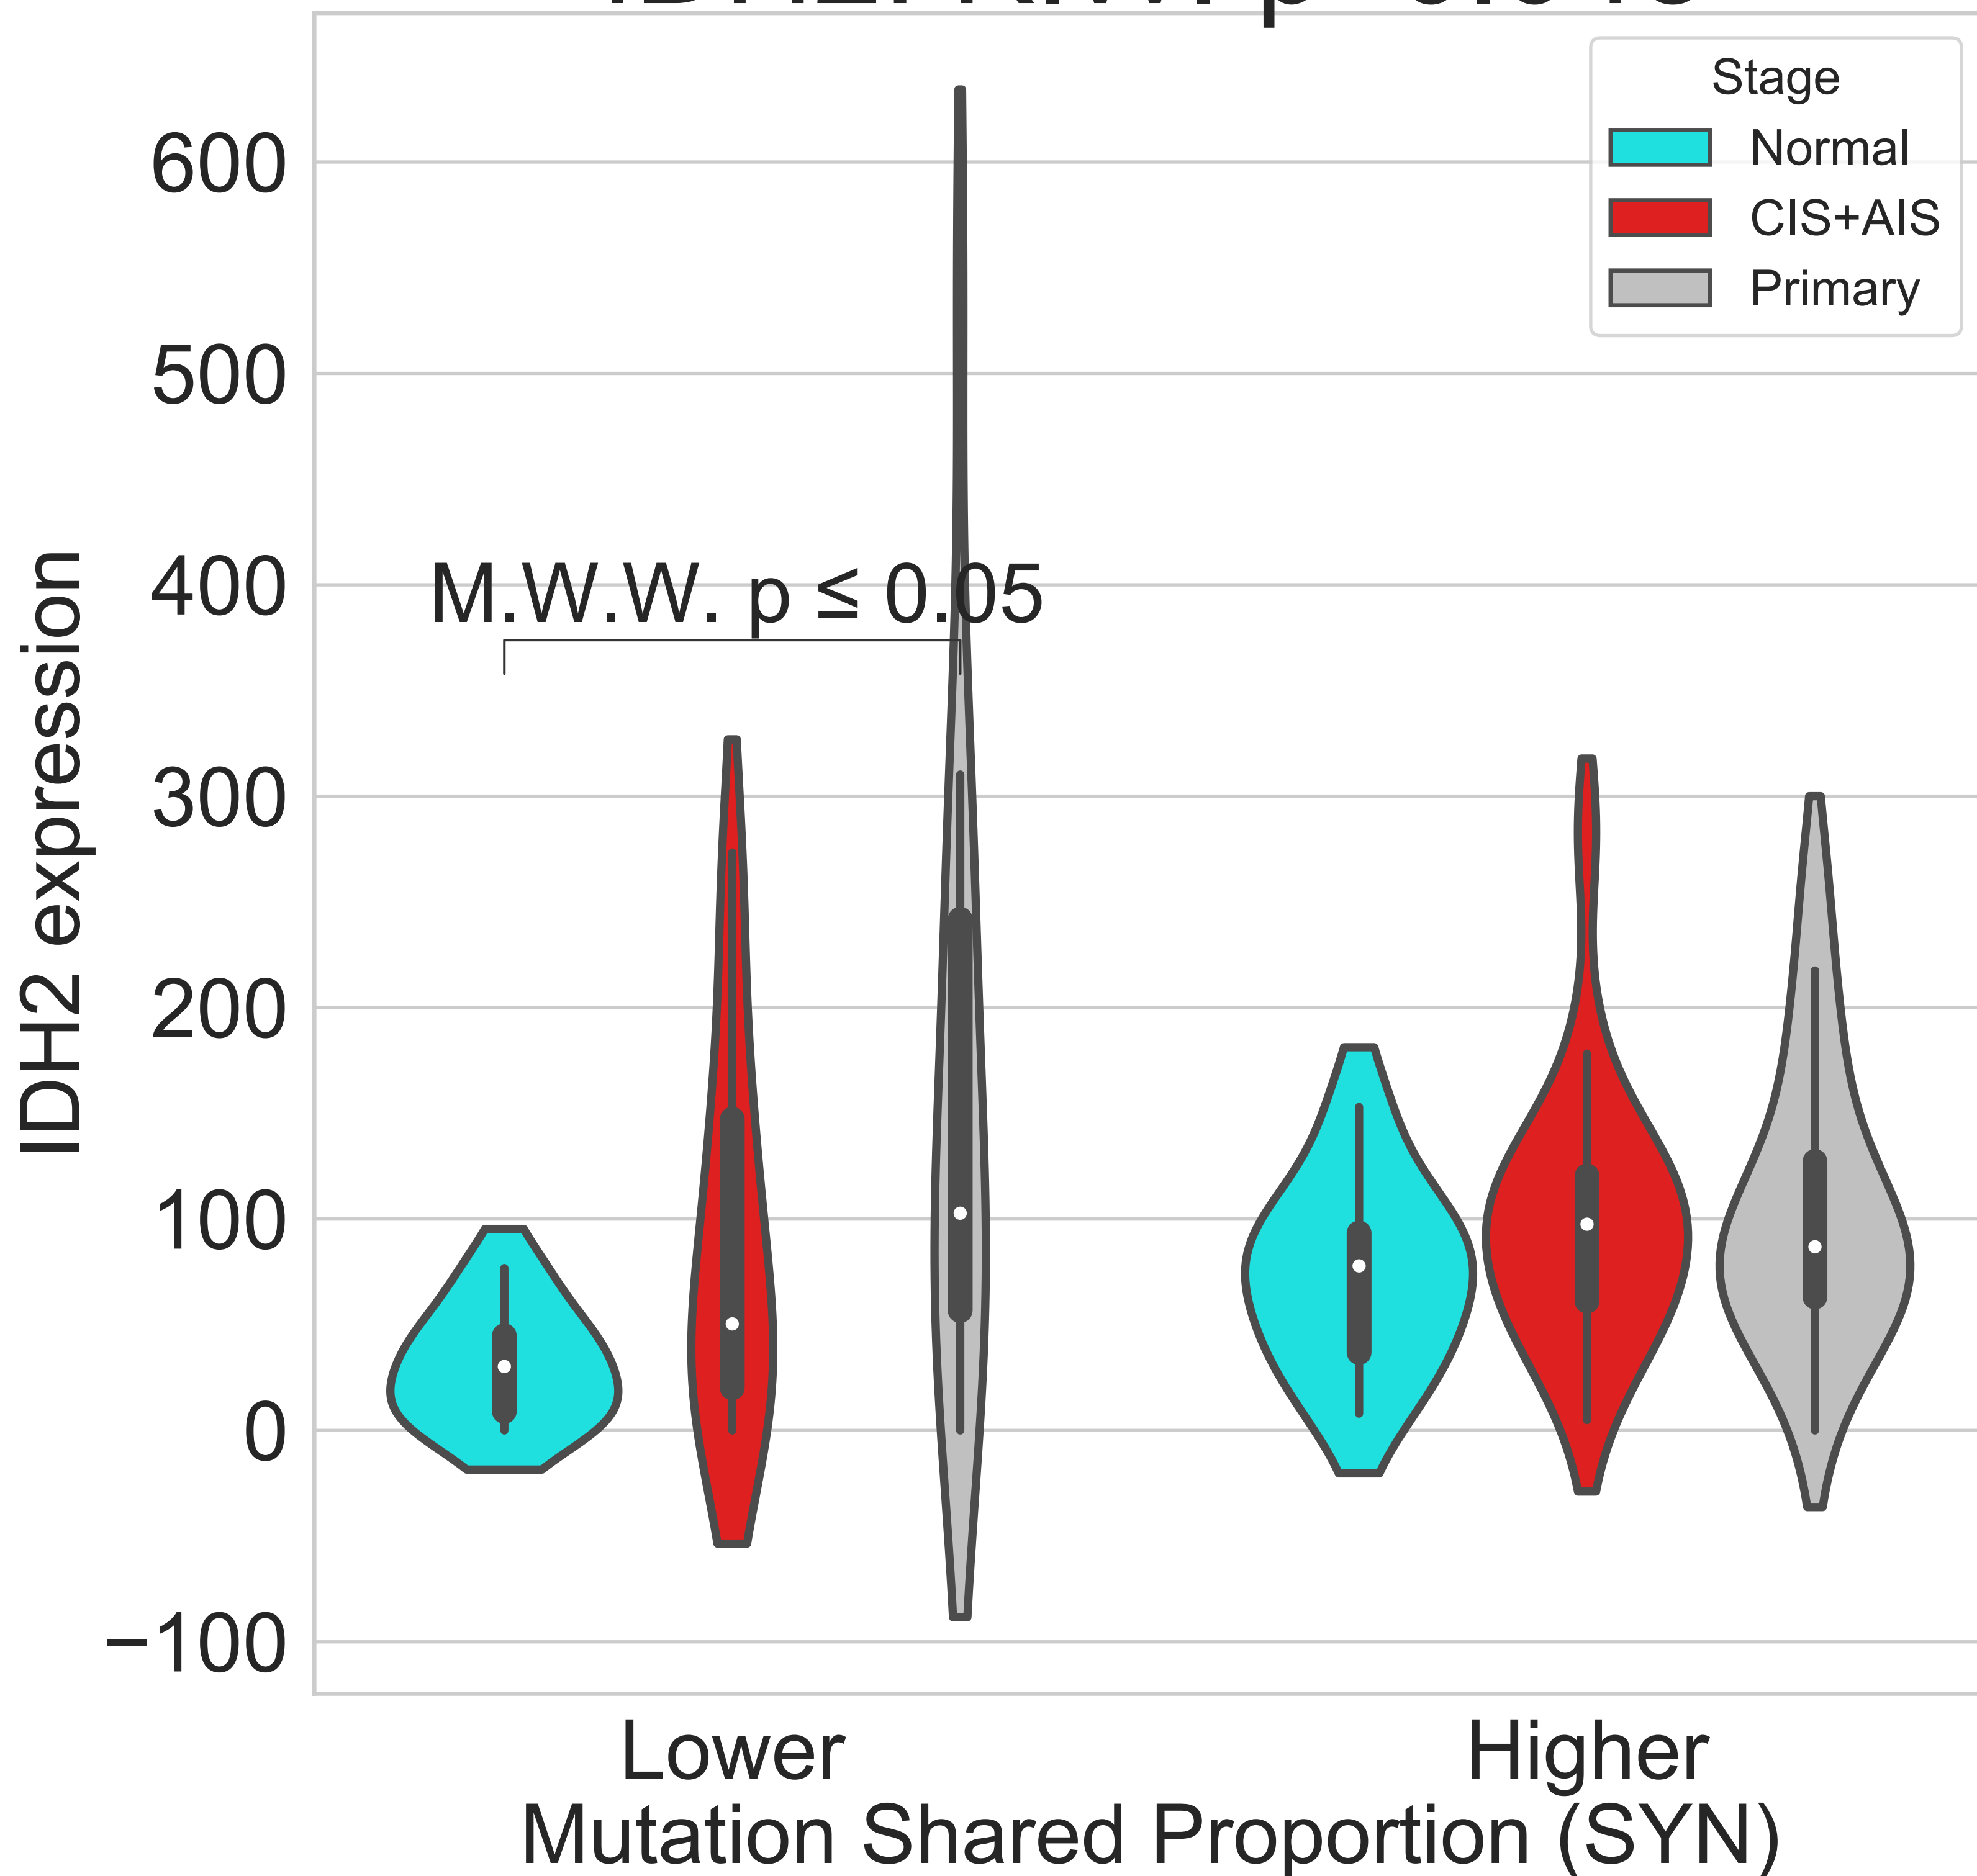 Stage
Normal
CIS+AIS
Primary
600
500
400
300
200
100
0
−100
IDH2 expression
M.W.W. p ≤ 0.05
Lower
Higher
Mutation Shared Proportion (SYN)